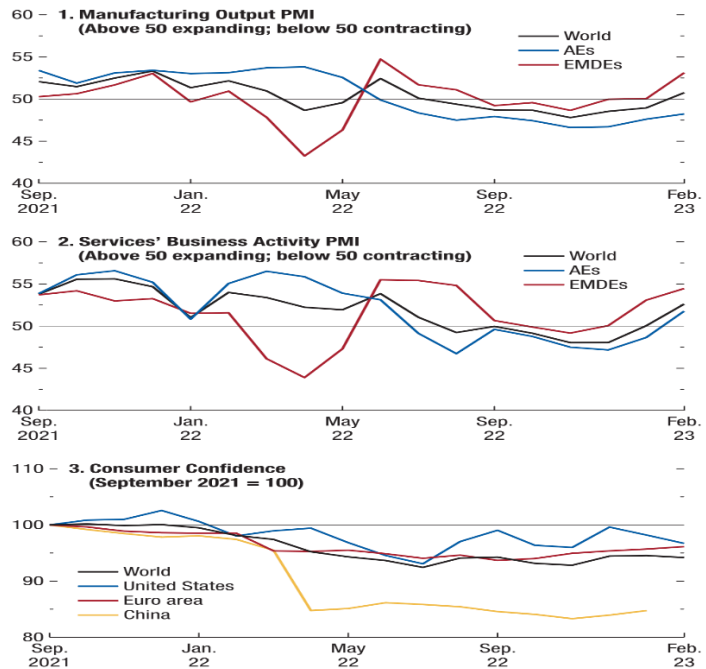 1. Manufacturing Output PMI
(Above 50 expanding; below 50 contracting)
World
AEs
EMDEs
60
55
50
45
40
Sep. 2021
Jan. 22
May 22
Sep. 22
Feb. 23
2. Services' Business Activity PMI
(Above 50 expanding; below 50 contracting)
World
AEs
EMDEs
60
55
50
45
40
Sep. 2021
Jan. 22
May 22
Sep. 22
Feb. 23
3. Consumer Confidence
(September 2021 = 100)
110
100
90
80
World
United States
Euro area
China
Sep. 2021
Jan. 22
May 22
Sep. 22
Feb. 23